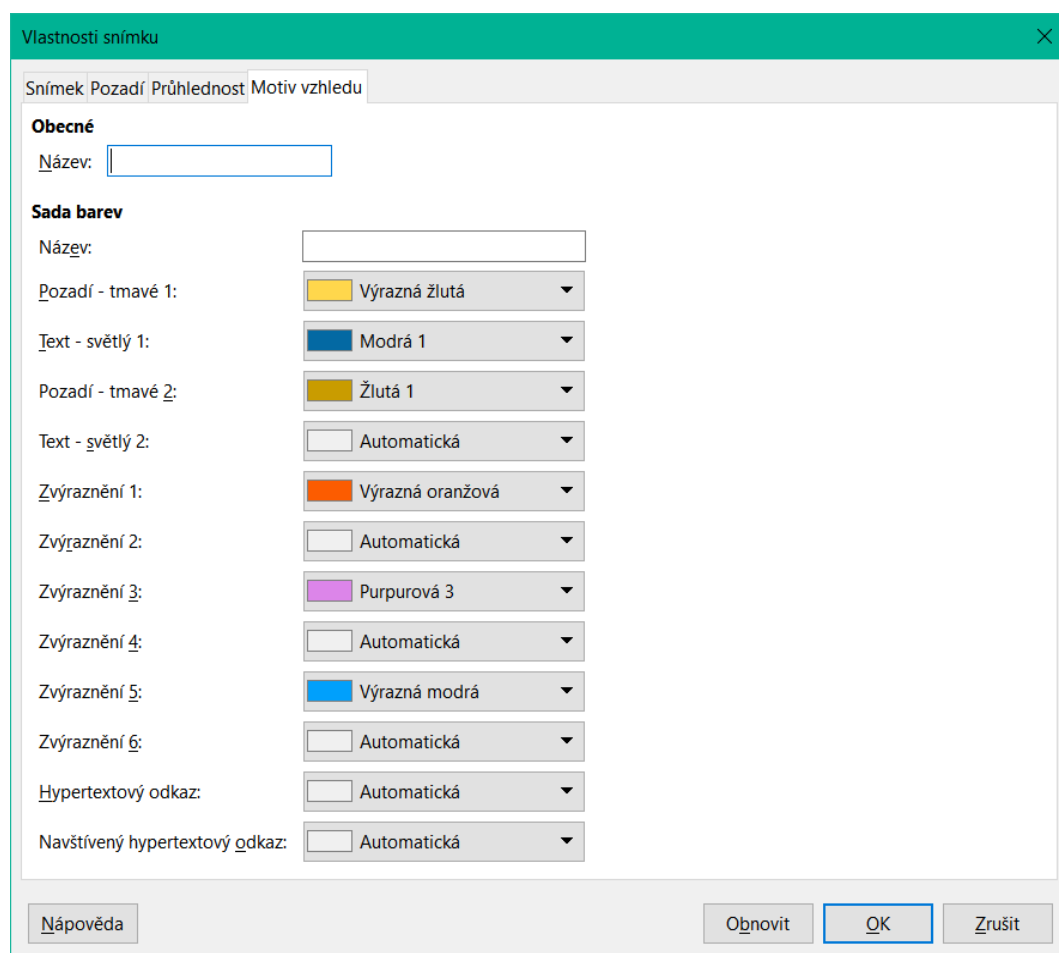 Vlastnosti snímku
Snímek Pozadí Průhlednost Motiv vzhledu
Obecné
Název:
Sada barev
Název:
Pozadí - tmavé 1: Výrazná žlutá
Text - světlý 1: Modrá 1
Pozadí - tmavé 2: Žlutá 1
Text - světlý 2: Automatická
Zvýraznění 1: Výrazná oranžová
Zvýraznění 2: Automatická
Zvýraznění 3: Purpurová 3
Zvýraznění 4: Automatická
Zvýraznění 5: Výrazná modrá
Zvýraznění 6: Automatická
Hypertextový odkaz: Automatická
Navštívený hypertextový odkaz: Automatická
Nápověda Obnovit OK Zrušit